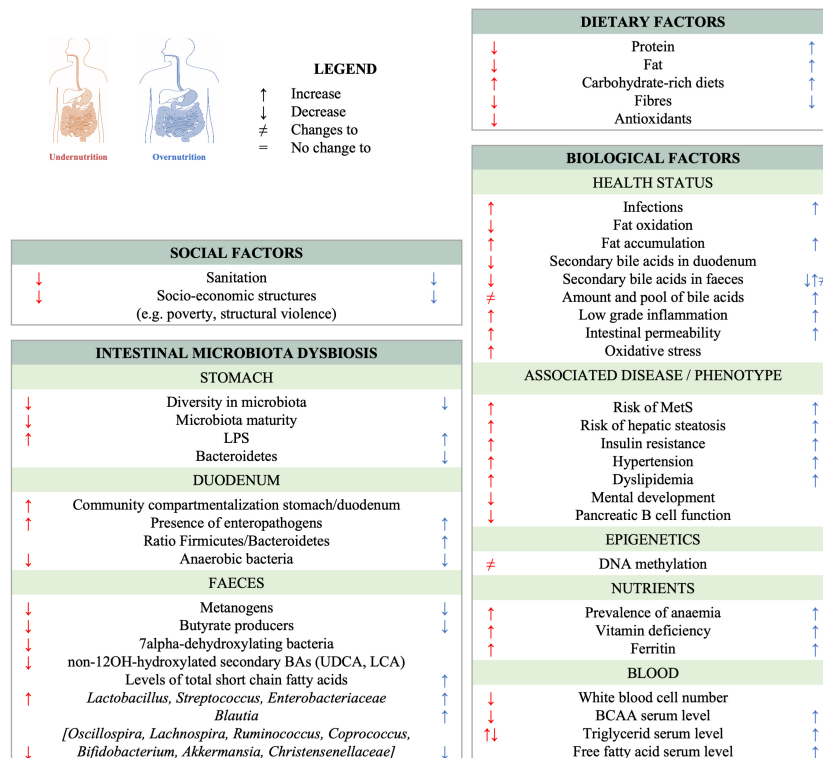 LEGEND
↑ Increase
↓ Decrease
≠ Changes to
= No change to
Undernutrition
Overnutrition
SOCIAL FACTORS
↓ Sanitation ↓
↓ Socio-economic structures ↓
(e.g. poverty, structural violence)
INTESTINAL MICROBIOTA DYSBIOSIS
STOMACH
↓ Diversity in microbiota ↓
↓ Microbiota maturity
↑ LPS ↑
Bacteroidetes ↓
DUODENUM
↑ Community compartmentalization stomach/duodenum
↑ Presence of enteropathogens ↑
Ratio Firmicutes/Bacteroidetes ↑
↓ Anaerobic bacteria ↓
FAECES
↓ Metanogens ↓
↓ Butyrate producers ↓
↓ 7alpha-dehydroxylating bacteria
↓ non-12OH-hydroxylated secondary BAs (UDCA, LCA)
Levels of total short chain fatty acids ↑
↑ Lactobacillus, Streptococcus, Enterobacteriaceae ↑
Blautia ↑
[Oscillospira, Lachnospira, Ruminococcus, Coprococcus,
↓ Bifidobacterium, Akkermansia, Christensenellaceae] ↓
DIETARY FACTORS
↓ Protein ↑
↓ Fat ↑
↑ Carbohydrate-rich diets ↑
↓ Fibres ↓
↓ Antioxidants
BIOLOGICAL FACTORS
HEALTH STATUS
↑ Infections ↑
↓ Fat oxidation
↑ Fat accumulation ↑
↓ Secondary bile acids in duodenum
↓ Secondary bile acids in faeces ↓↑≠
≠ Amount and pool of bile acids ↑
↑ Low grade inflammation ↑
↑ Intestinal permeability ↑
↑ Oxidative stress
ASSOCIATED DISEASE / PHENOTYPE
↑ Risk of MetS ↑
↑ Risk of hepatic steatosis ↑
↑ Insulin resistance ↑
↑ Hypertension ↑
↑ Dyslipidemia ↑
↓ Mental development
↓ Pancreatic B cell function
EPIGENETICS
≠ DNA methylation
NUTRIENTS
↑ Prevalence of anaemia ↑
↑ Vitamin deficiency ↑
↑ Ferritin ↑
BLOOD
↓ White blood cell number
↓ BCAA serum level ↑
↑↓ Triglycerid serum level ↑
Free fatty acid serum level ↑